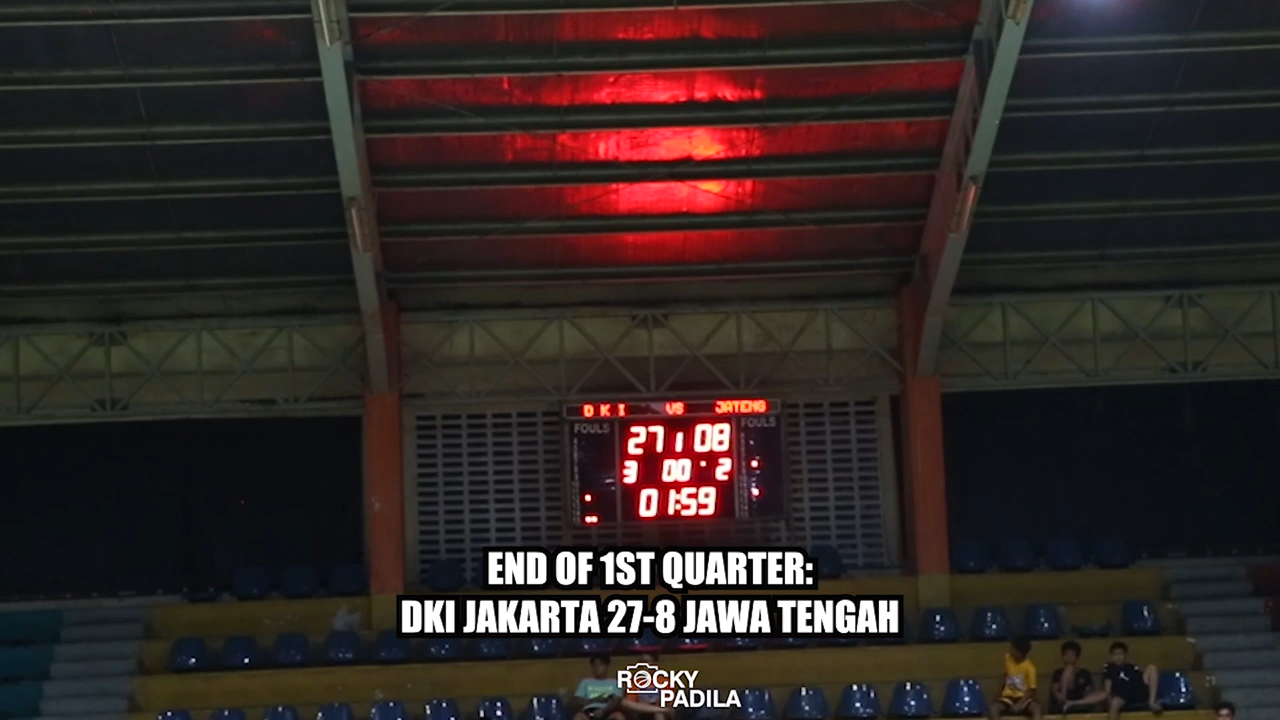 D K I VS JATENG
FOULS 27 1 08 FOULS
3 00 2
01:59
END OF 1ST QUARTER:
DKI JAKARTA 27-8 JAWA TENGAH
ROCKY
PADILA